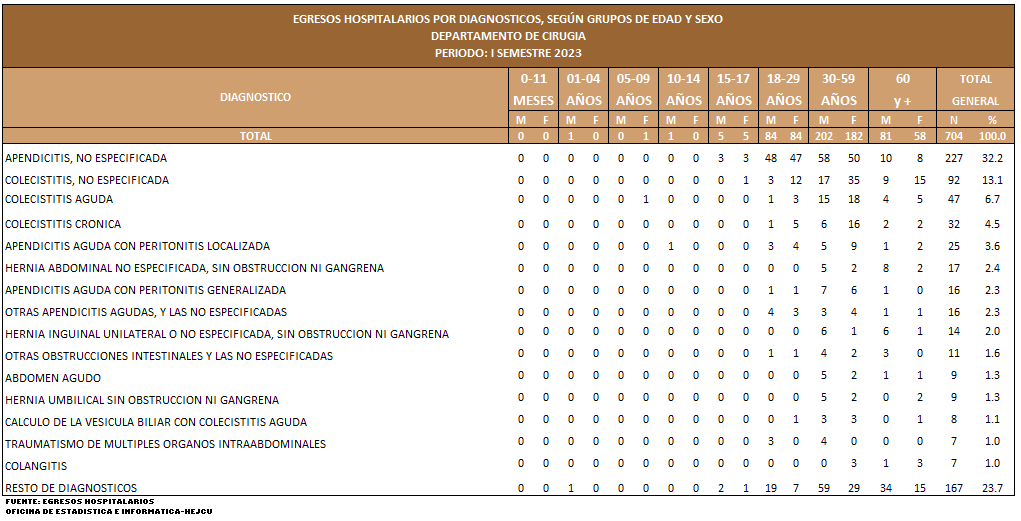 EGRESOS HOSPITALARIOS POR DIAGNOSTICOS, SEGÚN GRUPOS DE EDAD Y SEXO
DEPARTAMENTO DE CIRUGIA
PERIODO: I SEMESTRE 2023
DIAGNOSTICO 0-11 MESES 01-04 AÑOS 05-09 AÑOS 10-14 AÑOS 15-17 AÑOS 18-29 AÑOS 30-59 AÑOS 60 y + TOTAL GENERAL
M F M F M F M F M F M F M F M F N %
TOTAL 0 0 1 0 0 1 1 0 5 5 84 84 202 182 81 58 704 100.0
APENDICITIS, NO ESPECIFICADA 0 0 0 0 0 0 0 0 3 3 48 47 58 50 10 8 227 32.2
COLECISTITIS, NO ESPECIFICADA 0 0 0 0 0 0 0 0 0 1 3 12 17 35 9 15 92 13.1
COLECISTITIS AGUDA 0 0 0 0 0 1 0 0 0 0 1 3 15 18 4 5 47 6.7
COLECISTITIS CRONICA 0 0 0 0 0 0 0 0 0 0 1 5 6 16 2 2 32 4.5
APENDICITIS AGUDA CON PERITONITIS LOCALIZADA 0 0 0 0 0 0 1 0 0 0 3 4 5 9 1 2 25 3.6
HERNIA ABDOMINAL NO ESPECIFICADA, SIN OBSTRUCCION NI GANGRENA 0 0 0 0 0 0 0 0 0 0 0 0 5 2 8 2 17 2.4
APENDICITIS AGUDA CON PERITONITIS GENERALIZADA 0 0 0 0 0 0 0 0 0 0 1 1 7 6 1 0 16 2.3
OTRAS APENDICITIS AGUDAS, Y LAS NO ESPECIFICADAS 0 0 0 0 0 0 0 0 0 0 4 3 3 4 1 1 16 2.3
HERNIA INGUINAL UNILATERAL O NO ESPECIFICADA, SIN OBSTRUCCION NI GANGRENA 0 0 0 0 0 0 0 0 0 0 0 0 6 1 6 1 14 2.0
OTRAS OBSTRUCCIONES INTESTINALES Y LAS NO ESPECIFICADAS 0 0 0 0 0 0 0 0 0 0 1 1 4 2 3 0 11 1.6
ABDOMEN AGUDO 0 0 0 0 0 0 0 0 0 0 0 0 5 2 1 1 9 1.3
HERNIA UMBILICAL SIN OBSTRUCCION NI GANGRENA 0 0 0 0 0 0 0 0 0 0 0 0 5 2 0 2 9 1.3
CALCULO DE LA VESICULA BILIAR CON COLECISTITIS AGUDA 0 0 0 0 0 0 0 0 0 0 0 1 3 3 0 1 8 1.1
TRAUMATISMO DE MULTIPLES ORGANOS INTRAABDOMINALES 0 0 0 0 0 0 0 0 0 0 3 0 4 0 0 0 7 1.0
COLANGITIS 0 0 0 0 0 0 0 0 0 0 0 0 0 3 1 3 7 1.0
RESTO DE DIAGNOSTICOS 0 0 1 0 0 0 0 0 2 1 19 7 59 29 34 15 167 23.7
FUENTE: EGRESOS HOSPITALARIOS
OFICINA DE ESTADISTICA E INFORMATICA-HEJCU